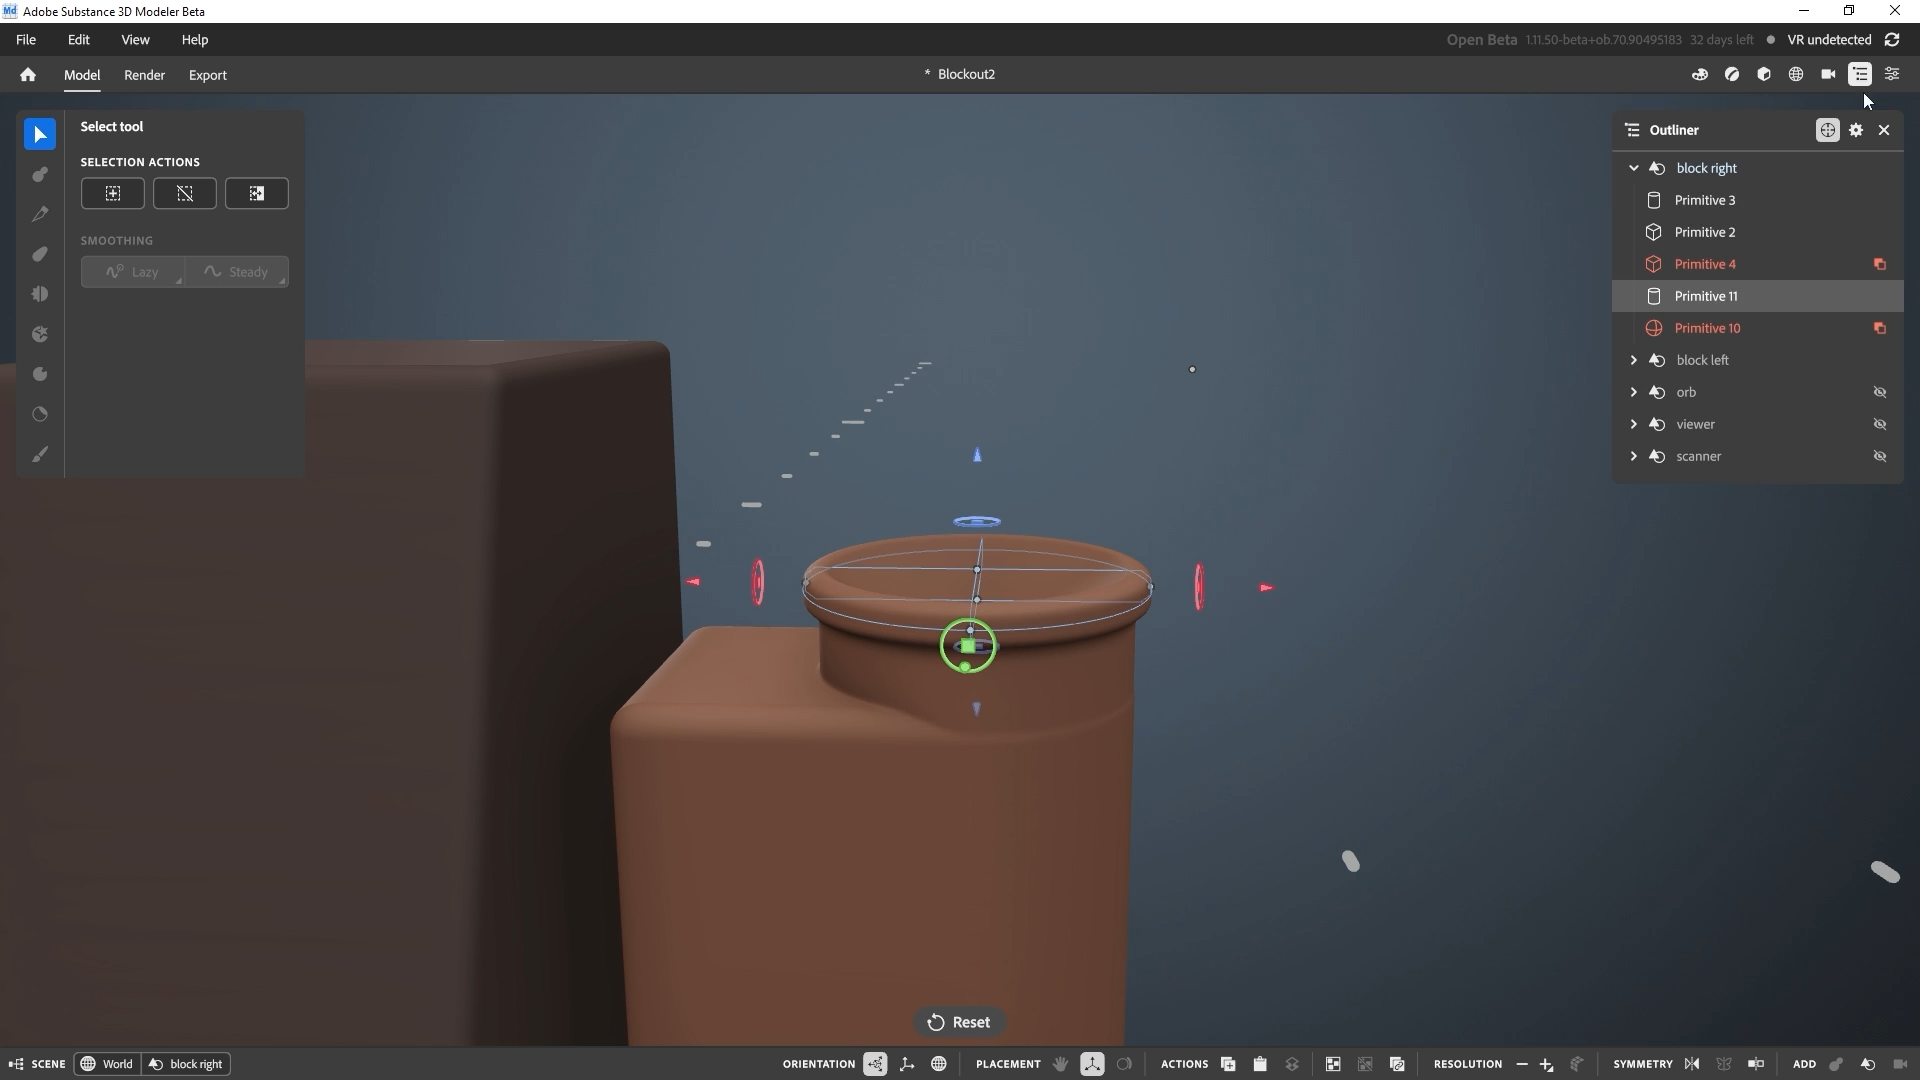 Md Adobe Substance 3D Modeler Beta
File Edit View Help
Open Beta 1.11.50-beta+ob.70.90495183 32 days left VR undetected
Model Render Export
* Blockout2
Select tool
SELECTION ACTIONS
SMOOTHING
Lazy Steady
Outliner
block right
Primitive 3
Primitive 2
Primitive 4
Primitive 11
Primitive 10
block left
orb
viewer
scanner
Reset
SCENE World block right ORIENTATION PLACEMENT ACTIONS RESOLUTION SYMMETRY ADD